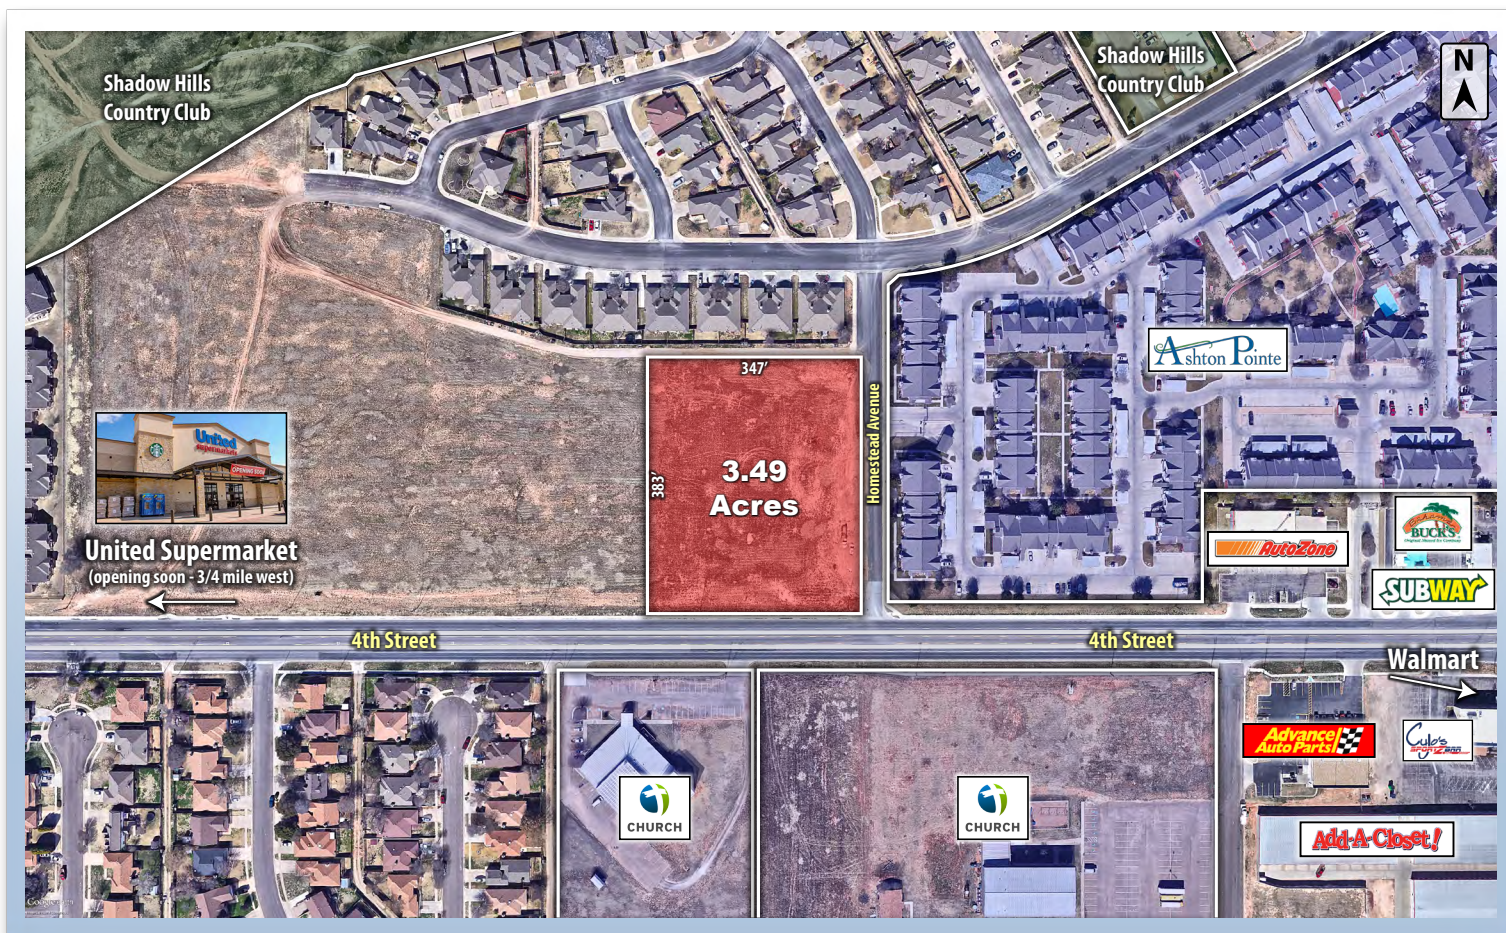 Shadow Hills
Country Club
Shadow Hills
Country Club
N
Ashton Pointe
347'
383'
3.49
Acres
Homestead Avenue
United
supermarkets
OPENING SOON
United Supermarket
(opening soon - 3/4 mile west)
AutoZone
BUCK'S
SUBWAY
4th Street
4th Street
Walmart
Advance
Auto Parts
CHURCH
CHURCH
Add-A-Closet!
Google